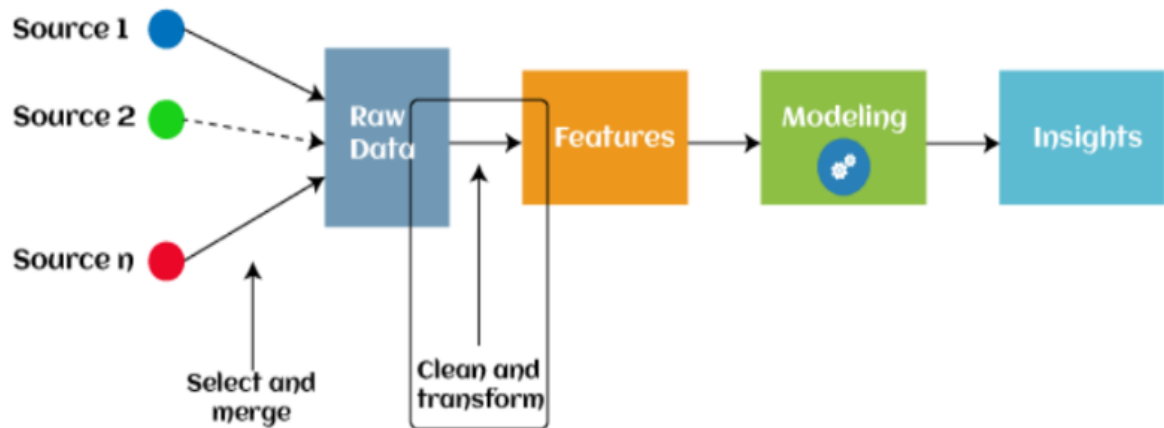 Source 1
Source 2
Source n
Raw
Data
Features
Modeling
Insights
Select and
merge
Clean and
transform